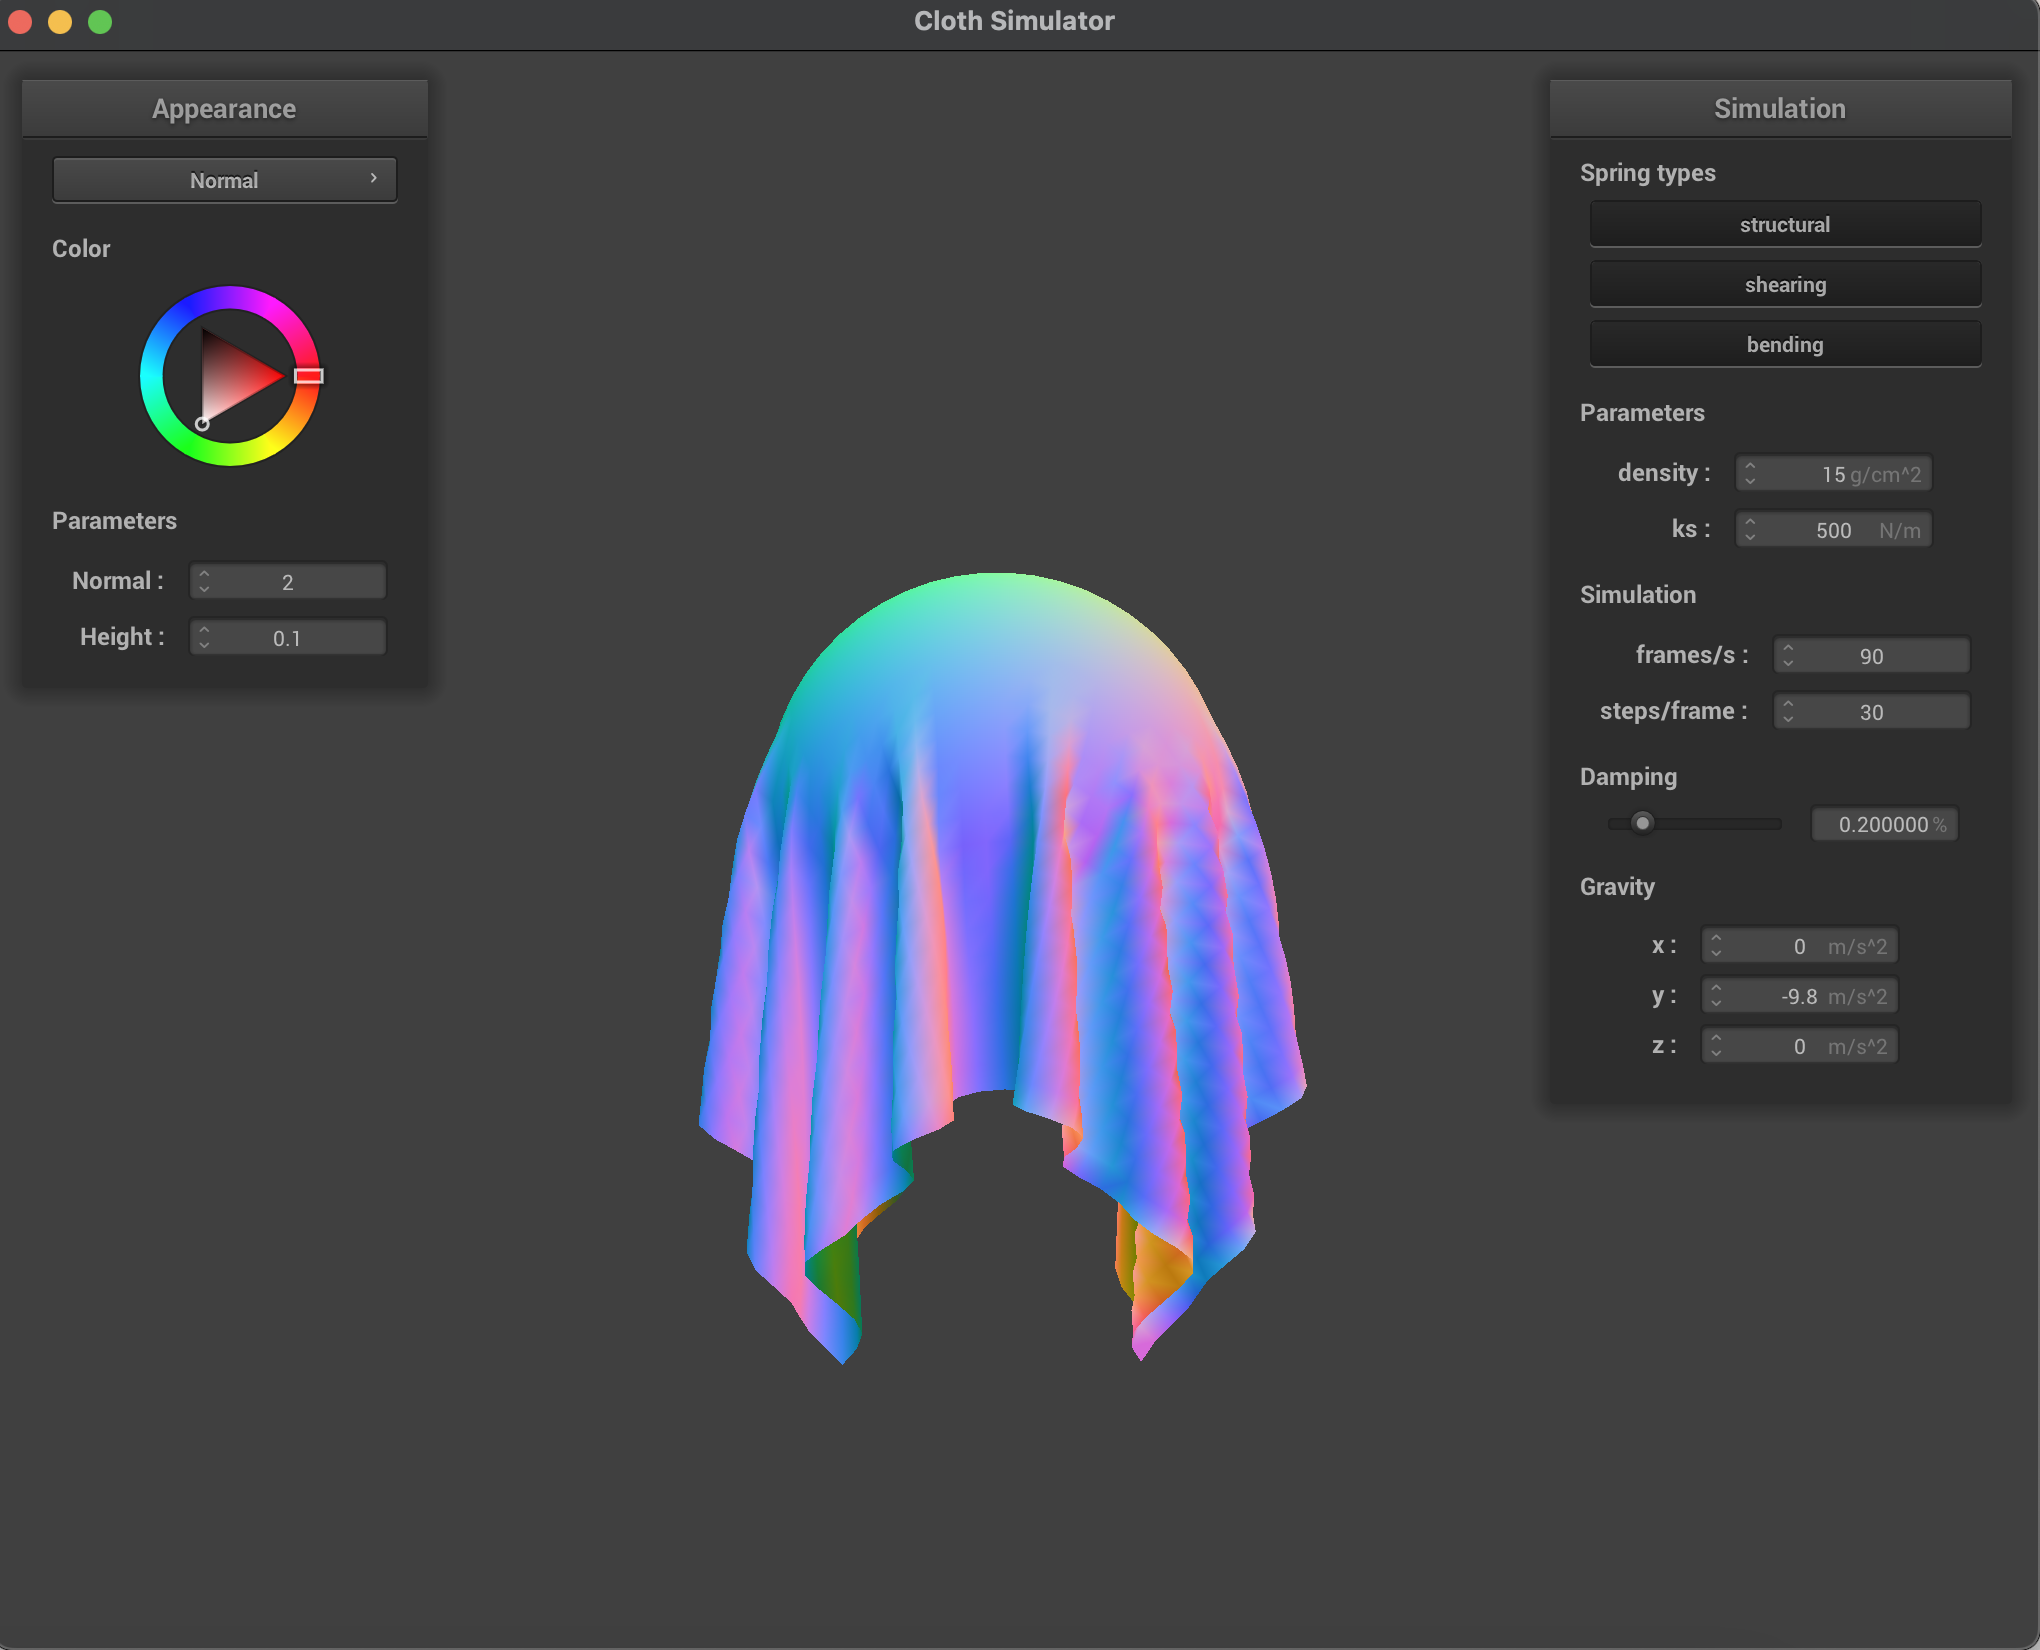 Cloth Simulator
Appearance
Normal
Color
Parameters
Normal : 2
Height : 0.1
Simulation
Spring types
structural
shearing
bending
Parameters
density : 15 g/cm^2
ks : 500 N/m
Simulation
frames/s : 90
steps/frame : 30
Damping
0.200000 %
Gravity
x : 0 m/s^2
y : -9.8 m/s^2
z : 0 m/s^2